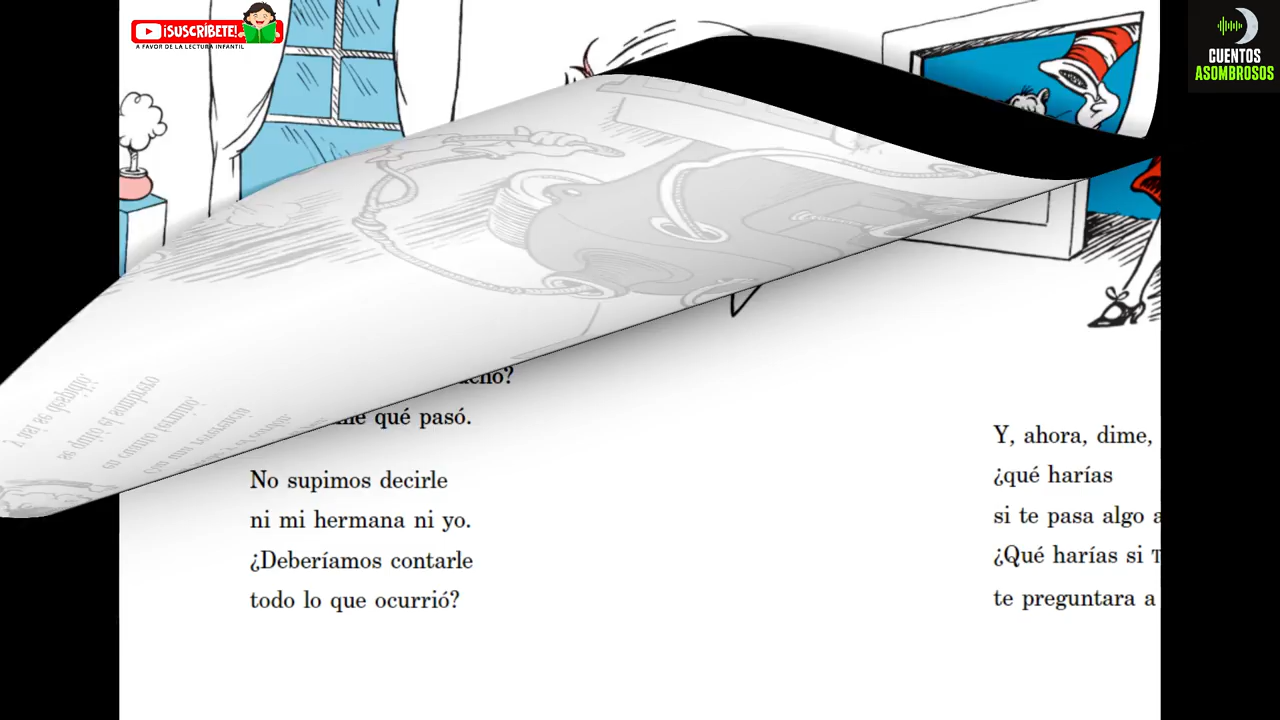 ¡SUSCRÍBETE!
A FAVOR DE LA LECTURA INFANTIL
CUENTOS
ASOMBROSOS
qué pasó.
No supimos decirle
ni mi hermana ni yo.
¿Deberíamos contarle
todo lo que ocurrió?
Y, ahora, dime,
¿qué harías
si te pasa algo a
¿Qué harías si T
te preguntara a